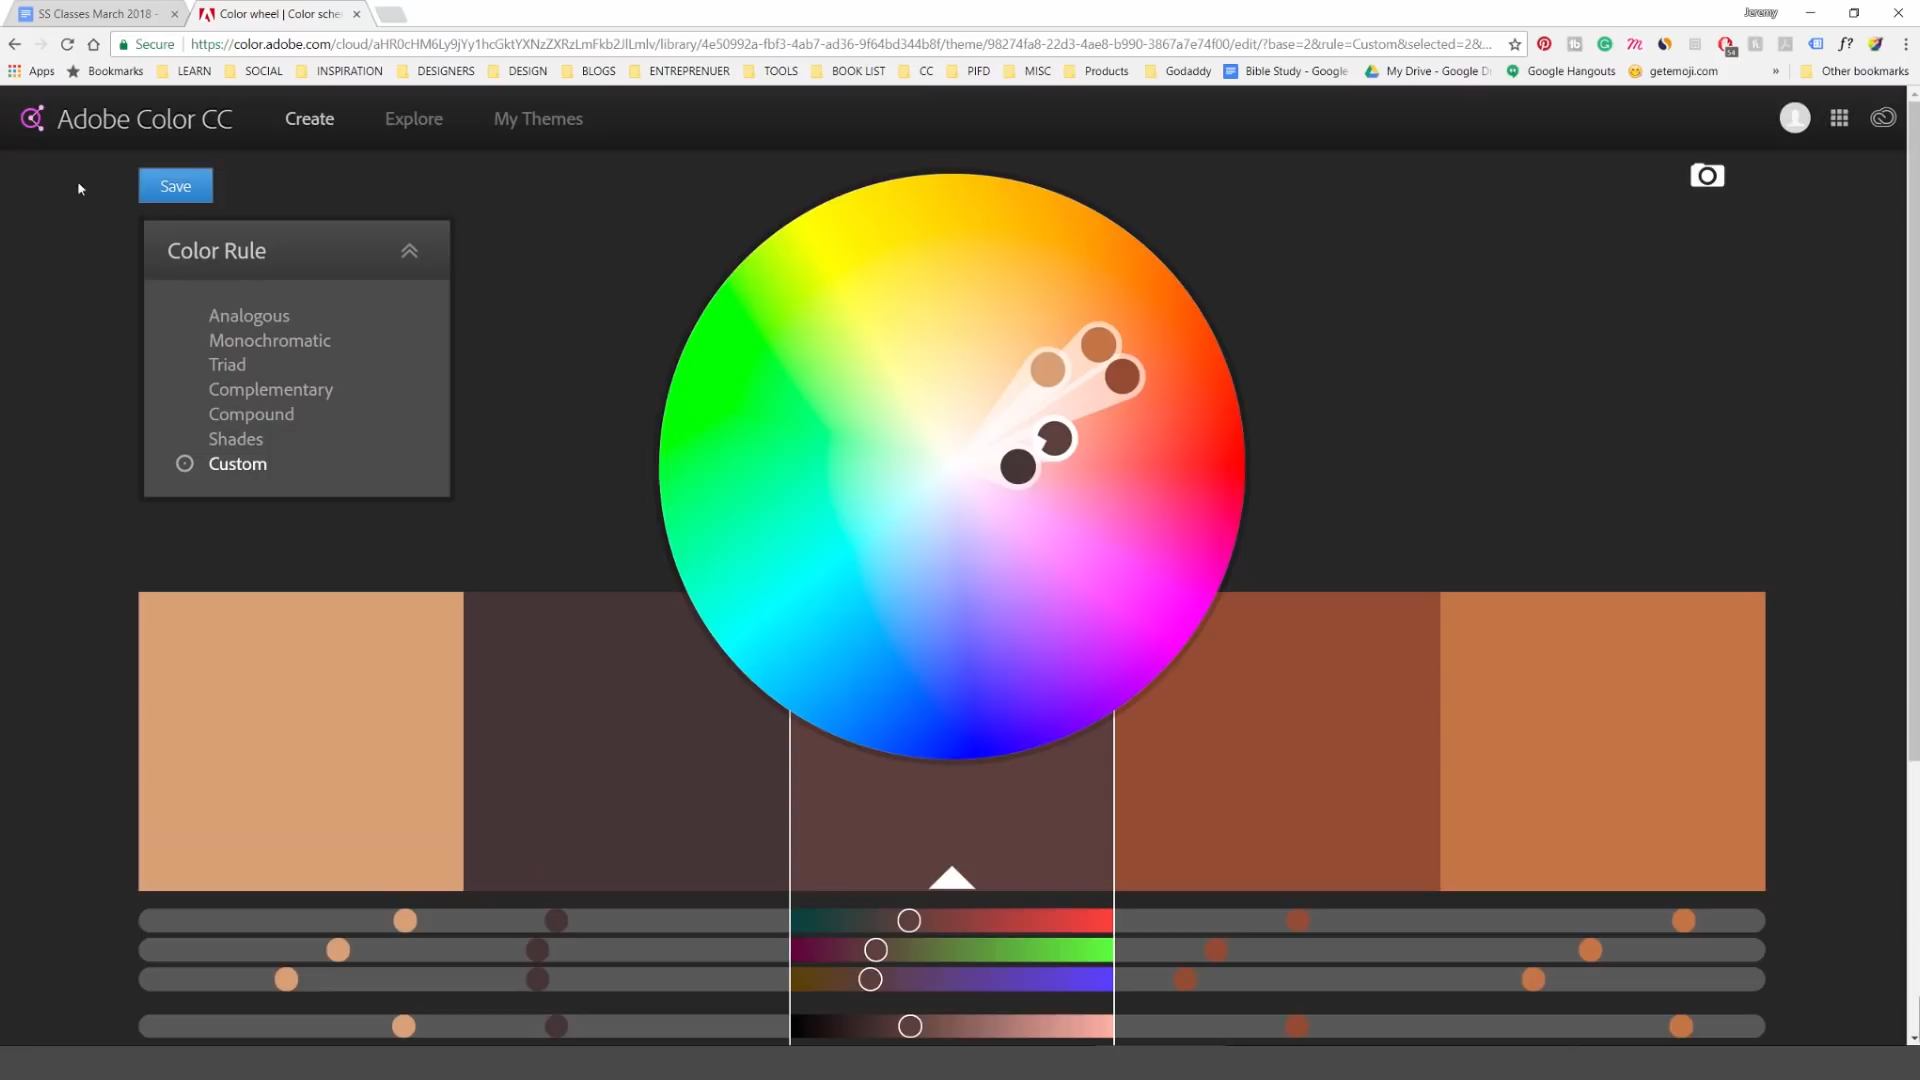 SS Classes March 2018 -
Color wheel | Color sche
Jeremy
Secure
https://color.adobe.com/cloud/aHR0cHM6Ly9jYy1hcGktYXNzZXRzLmFkb2JlLmlv/library/4e50992a-fbf3-4ab7-ad36-9f64bd344b8f/theme/98274fa8-22d3-4ae8-b990-3867a7e74f00/edit/?base=2&rule=Custom&selected=2&...
54
f?
Apps Bookmarks LEARN SOCIAL INSPIRATION DESIGNERS DESIGN BLOGS ENTREPRENUER TOOLS BOOK LIST CC PIFD MISC Products Godaddy Bible Study - Google My Drive - Google Dr Google Hangouts getemoji.com » Other bookmarks
Adobe Color CC Create Explore My Themes
Save
Color Rule
Analogous
Monochromatic
Triad
Complementary
Compound
Shades
Custom